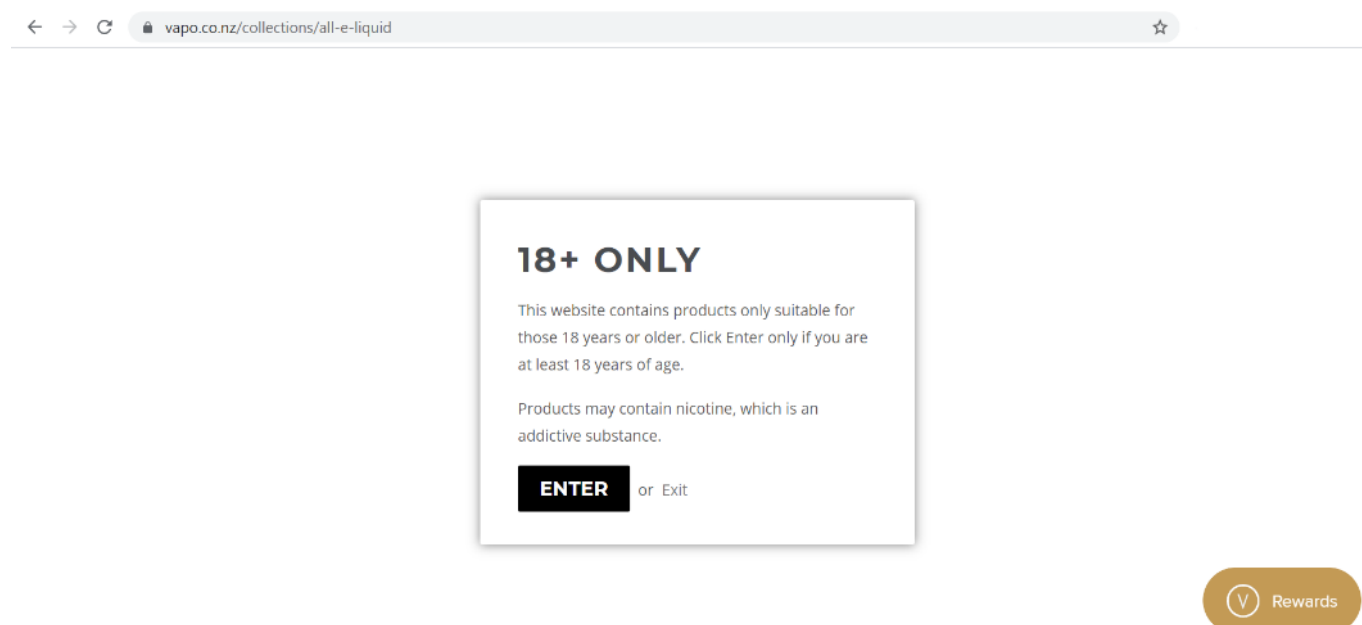 vapo.co.nz/collections/all-e-liquid
18+ ONLY
This website contains products only suitable for
those 18 years or older. Click Enter only if you are
at least 18 years of age.
Products may contain nicotine, which is an
addictive substance.
ENTER or Exit
V Rewards